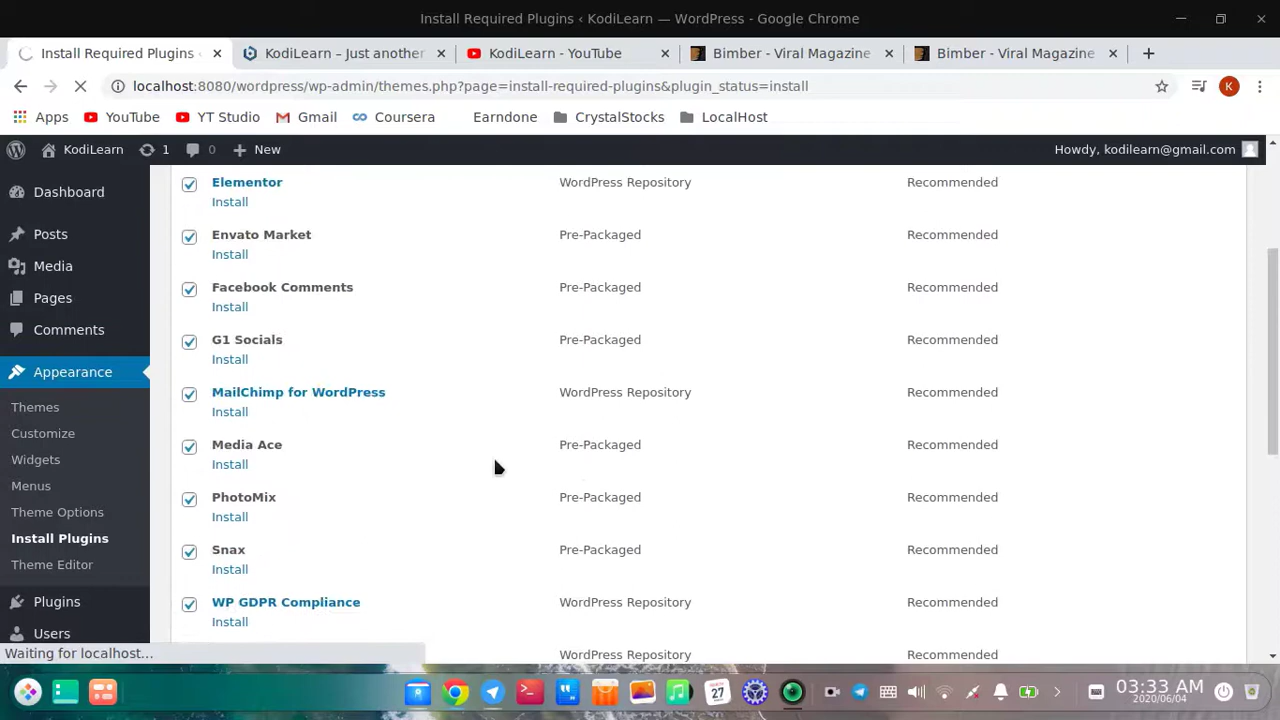 Install Required Plugins ‹ KodiLearn — WordPress - Google Chrome
Install Required Plugins ‹
KodiLearn – Just another
KodiLearn - YouTube
Bimber - Viral Magazine
Bimber - Viral Magazine
localhost:8080/wordpress/wp-admin/themes.php?page=install-required-plugins&plugin_status=install
K
Apps
YouTube
YT Studio
Gmail
Coursera
Earndone
CrystalStocks
LocalHost
KodiLearn
1
0
New
Howdy, kodilearn@gmail.com
Dashboard
Posts
Media
Pages
Comments
Appearance
Themes
Customize
Widgets
Menus
Theme Options
Install Plugins
Theme Editor
Plugins
Users
Elementor WordPress Repository Recommended
Install
Envato Market Pre-Packaged Recommended
Install
Facebook Comments Pre-Packaged Recommended
Install
G1 Socials Pre-Packaged Recommended
Install
MailChimp for WordPress WordPress Repository Recommended
Install
Media Ace Pre-Packaged Recommended
Install
PhotoMix Pre-Packaged Recommended
Install
Snax Pre-Packaged Recommended
Install
WP GDPR Compliance WordPress Repository Recommended
Install
WordPress Repository Recommended
Waiting for localhost...
27
03:33 AM
2020/06/04